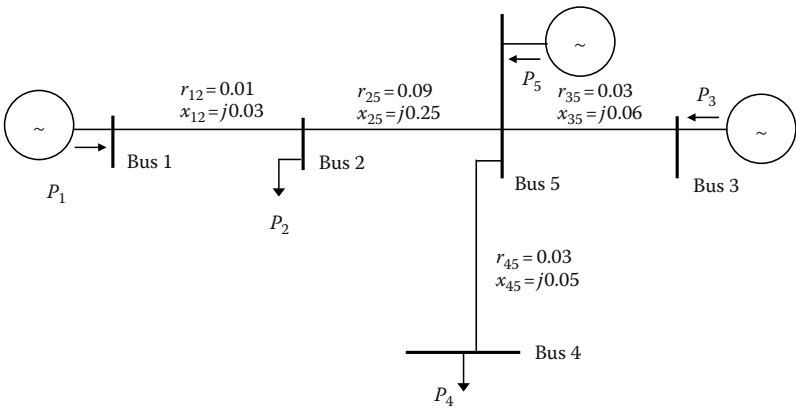 ~
P₅
r₁₂ = 0.01
x₁₂ = j0.03
r₂₅ = 0.09
x₂₅ = j0.25
r₃₅ = 0.03
x₃₅ = j0.06
P₃
~
~
Bus 1
Bus 2
Bus 5
Bus 3
P₁
P₂
r₄₅ = 0.03
x₄₅ = j0.05
Bus 4
P₄